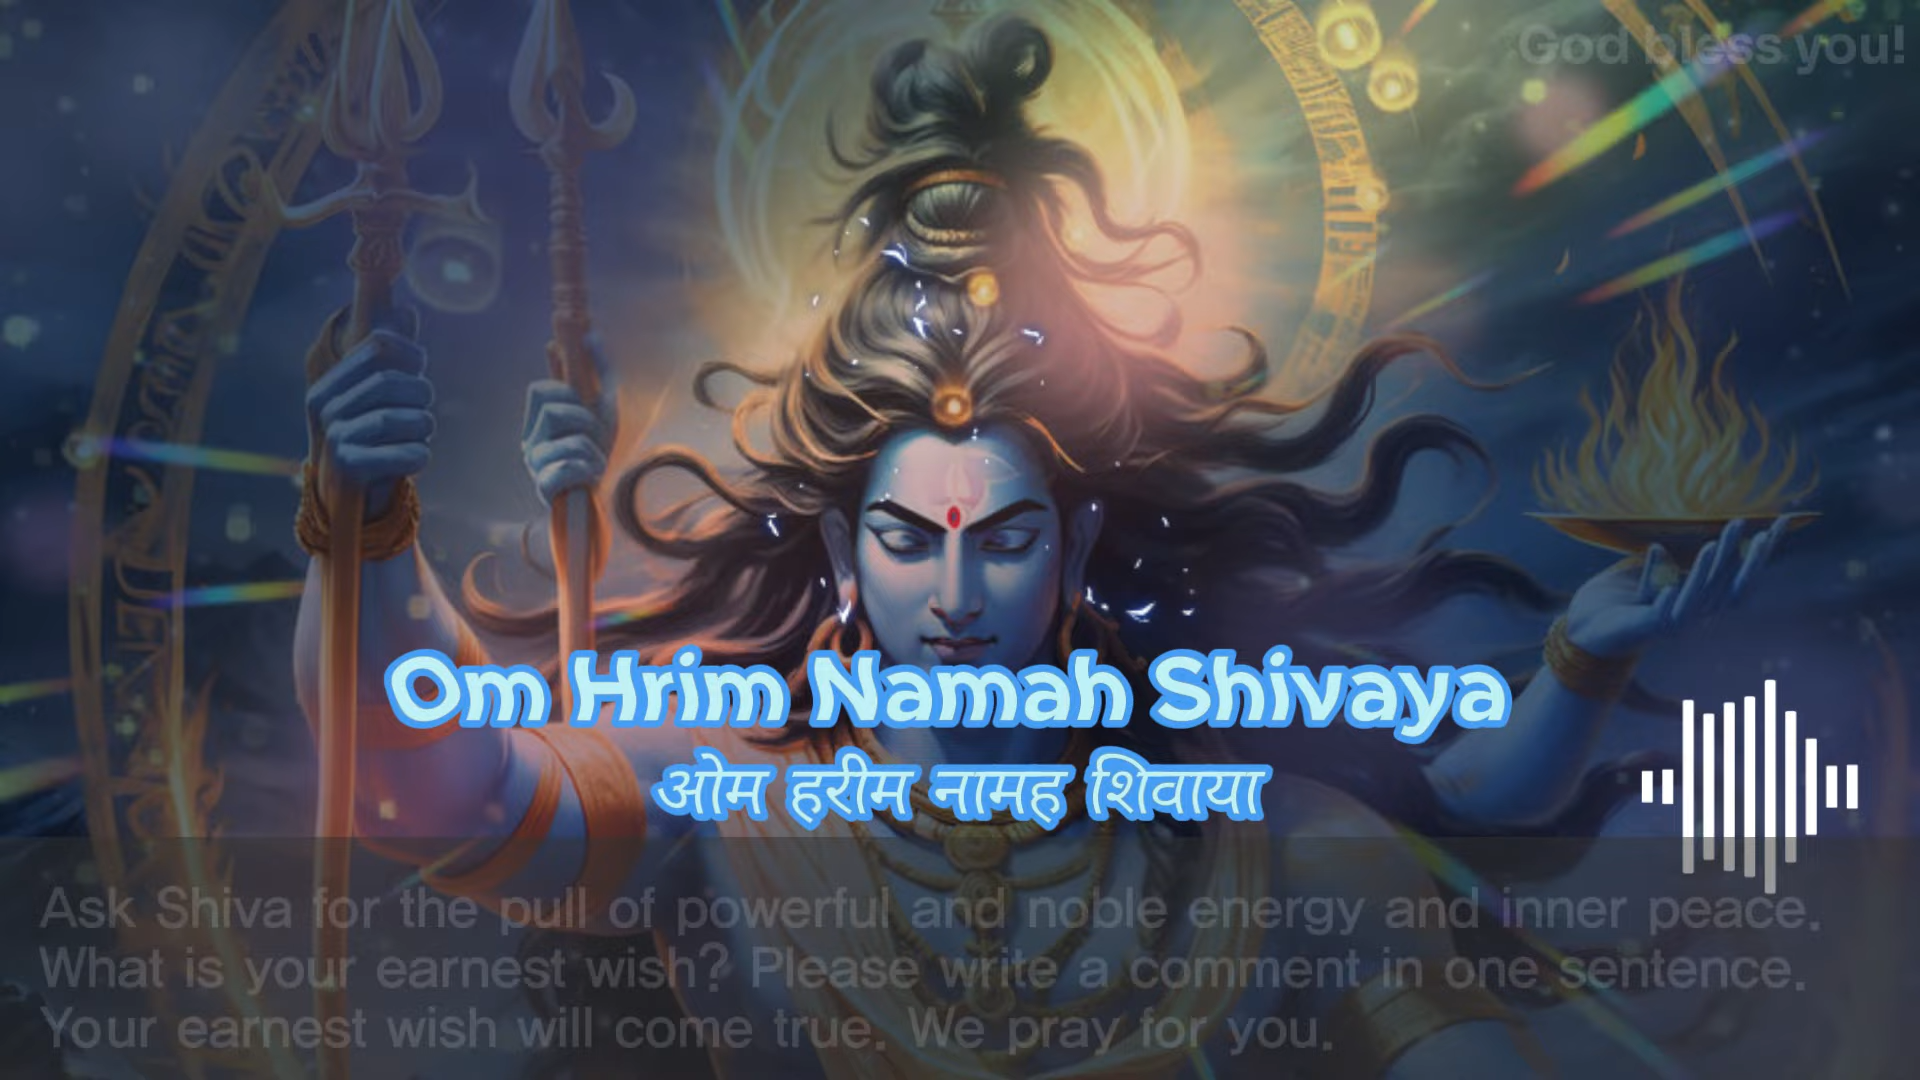 God bless you!
Om Hrim Namah Shivaya
ओम हरीम नामह शिवाया
Ask Shiva for the pull of powerful and noble energy and inner peace.
What is your earnest wish? Please write a comment in one sentence.
Your earnest wish will come true. We pray for you.